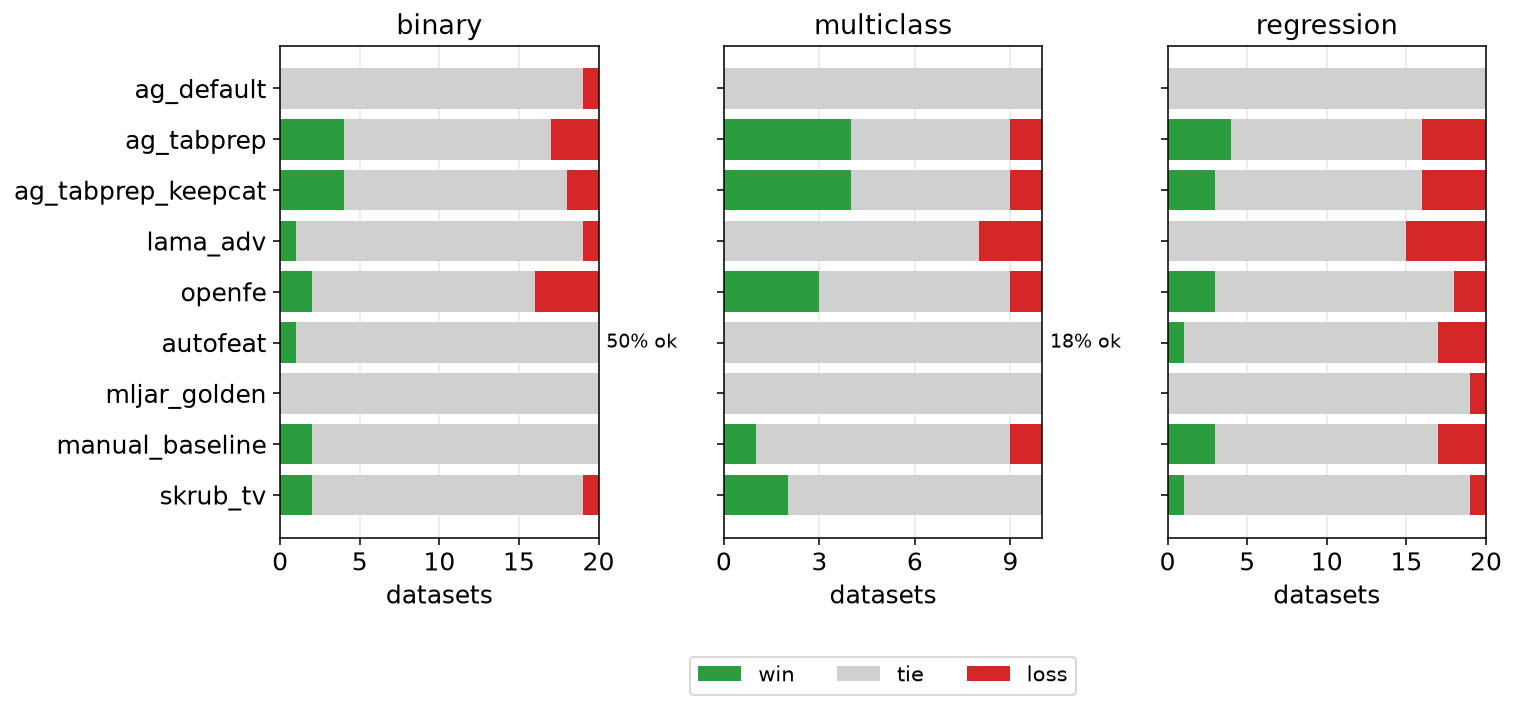 binary multiclass regression
ag_default
ag_tabprep
ag_tabprep_keepcat
lama_adv
openfe
autofeat 50% ok 18% ok
mljar_golden
manual_baseline
skrub_tv
0 5 10 15 20 0 3 6 9 0 5 10 15 20
datasets datasets datasets
win tie loss